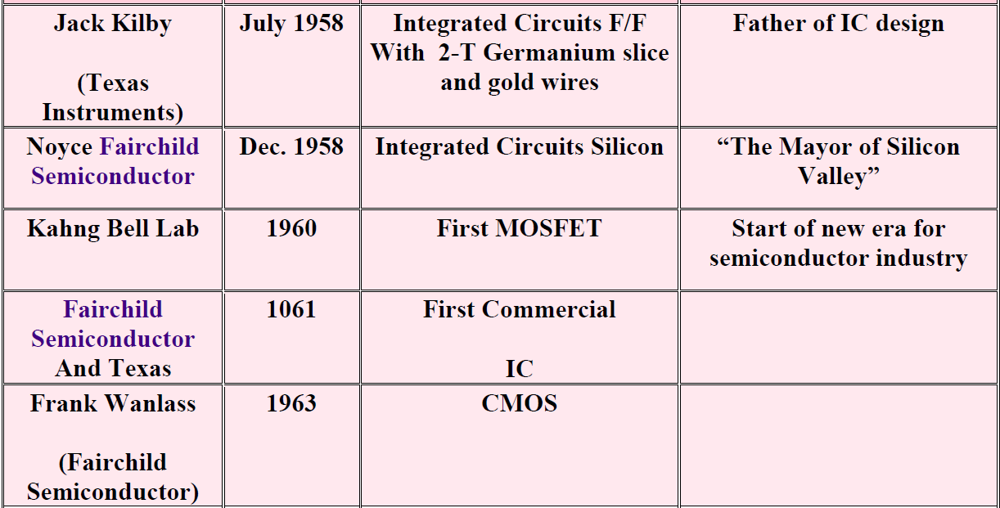 Jack Kilby
(Texas
Instruments)
July 1958
Integrated Circuits F/F
With 2-T Germanium slice
and gold wires
Father of IC design
Noyce Fairchild
Semiconductor
Dec. 1958
Integrated Circuits Silicon
“The Mayor of Silicon
Valley”
Kahng Bell Lab
1960
First MOSFET
Start of new era for
semiconductor industry
Fairchild
Semiconductor
And Texas
1061
First Commercial
IC
Frank Wanlass
(Fairchild
Semiconductor)
1963
CMOS